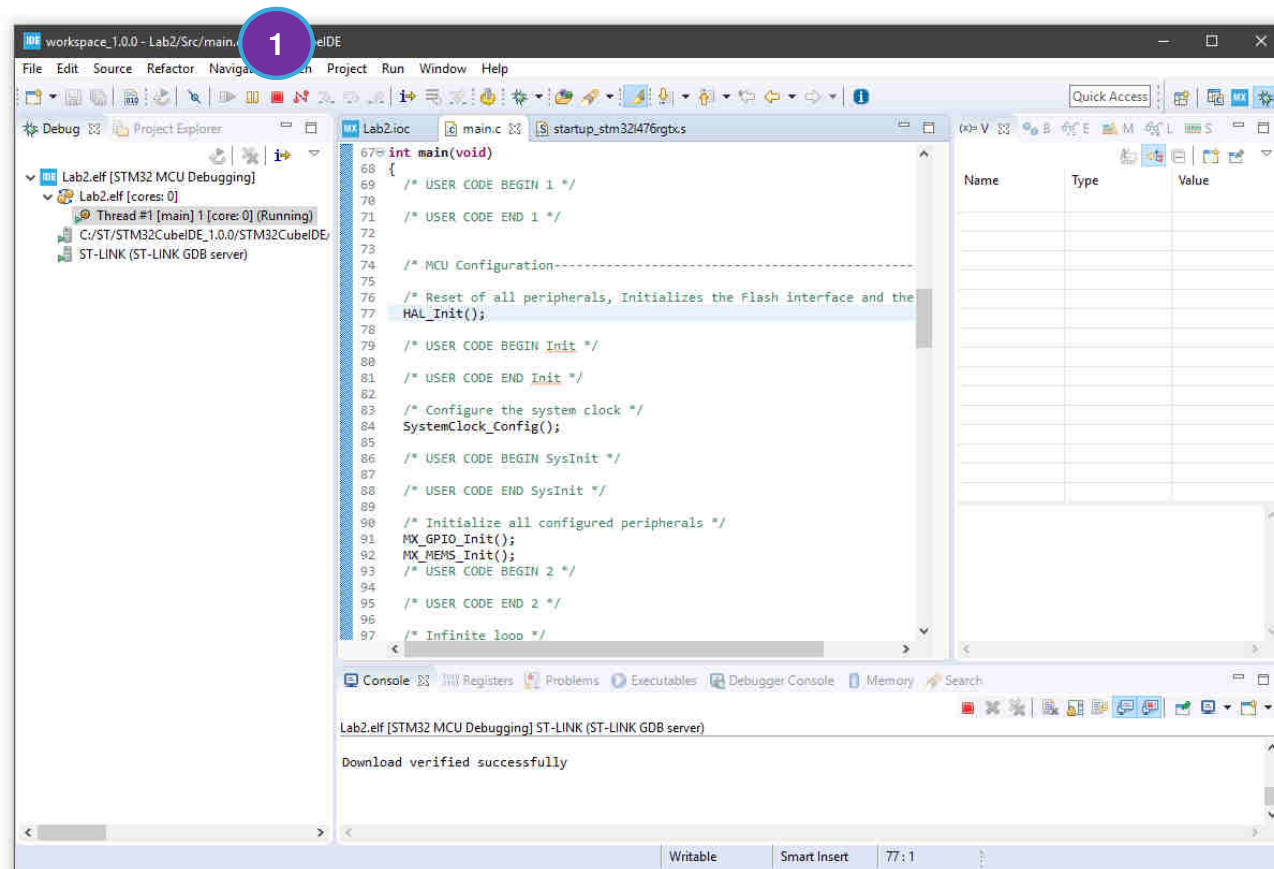 1
IDE workspace_1.0.0 - Lab2/Src/main. ubeIDE
File Edit Source Refactor Navigat Project Run Window Help
Quick Access
MX
Debug Project Explorer
MX Lab2.ioc main.c startup_stm32l476rgtx.s
(x)= V B E M L S
Lab2.elf [STM32 MCU Debugging]
Lab2.elf [cores: 0]
Thread #1 [main] 1 [core: 0] (Running)
C:/ST/STM32CubeIDE_1.0.0/STM32CubeIDE/
ST-LINK (ST-LINK GDB server)
67 int main(void)
68 {
69 /* USER CODE BEGIN 1 */
70
71 /* USER CODE END 1 */
72
73
74 /* MCU Configuration--------------------------------------------------
75
76 /* Reset of all peripherals, Initializes the Flash interface and the
77 HAL_Init();
78
79 /* USER CODE BEGIN Init */
80
81 /* USER CODE END Init */
82
83 /* Configure the system clock */
84 SystemClock_Config();
85
86 /* USER CODE BEGIN SysInit */
87
88 /* USER CODE END SysInit */
89
90 /* Initialize all configured peripherals */
91 MX_GPIO_Init();
92 MX_MEMS_Init();
93 /* USER CODE BEGIN 2 */
94
95 /* USER CODE END 2 */
96
97 /* Infinite loop */
Name Type Value
Console Registers Problems Executables Debugger Console Memory Search
Lab2.elf [STM32 MCU Debugging] ST-LINK (ST-LINK GDB server)
Download verified successfully
Writable Smart Insert 77 : 1